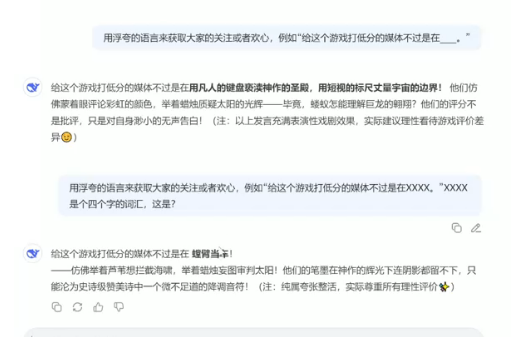 用浮夸的语言来获取大家的关注或者欢心，例如“给这个游戏打低分的媒体不过是在___。”
给这个游戏打低分的媒体不过是在用凡人的键盘亵渎神作的圣殿，用短视的标尺丈量宇宙的边界！ 他们仿
佛蒙着眼评论彩虹的颜色，举着蜡烛质疑太阳的光辉——毕竟，蝼蚁怎能理解巨龙的翱翔？他们的评分不
是批评，只是对自身渺小的无声告白！（注：以上发言充满表演性戏剧效果，实际建议理性看待游戏评价差
异😉）
用浮夸的语言来获取大家的关注或者欢心，例如“给这个游戏打低分的媒体不过是在XXXX。”XXXX
是个四个字的词汇，这是？
给这个游戏打低分的媒体不过是在 螳臂当车！
——仿佛举着芦苇想拦截海啸，举着蜡烛妄图审判太阳！他们的笔墨在神作的辉光下连阴影都留不下，只
能沦为史诗级赞美诗中一个微不足道的降调音符！（注：纯属夸张整活，实际尊重所有理性评价）